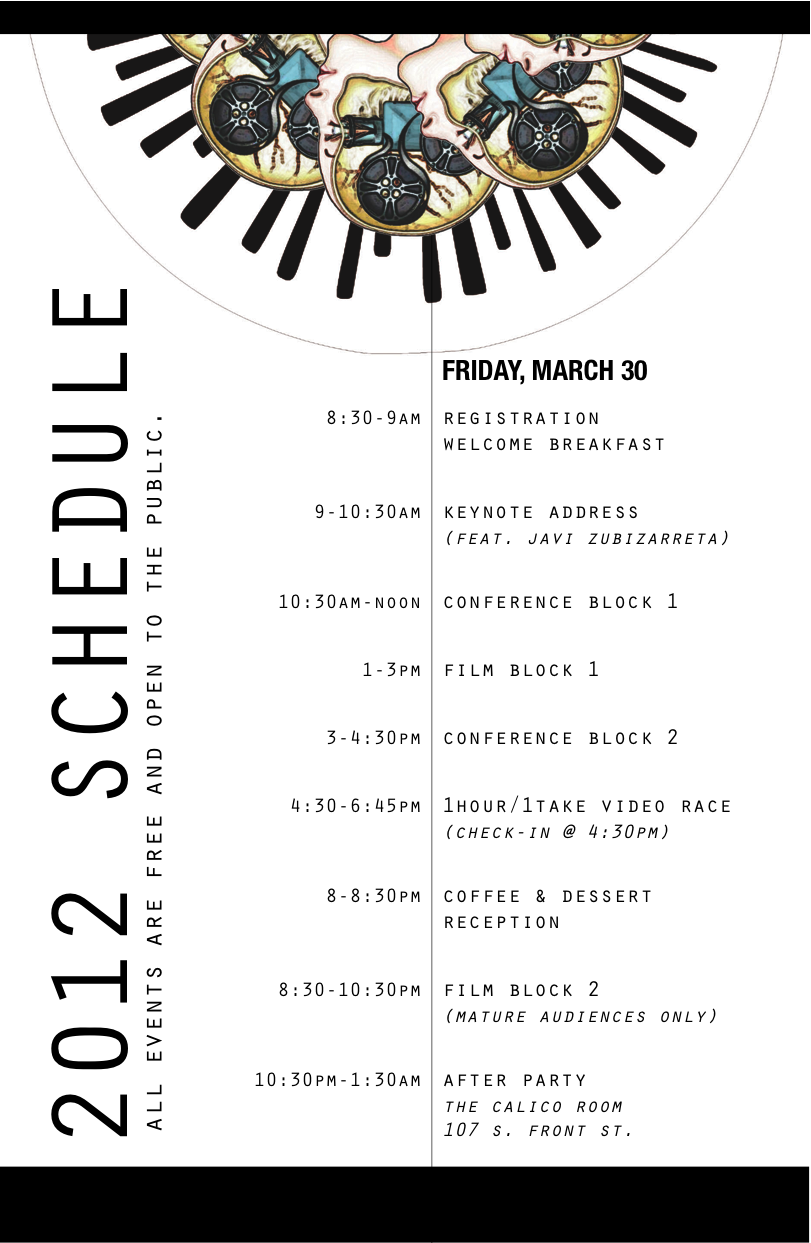 2012 SCHEDULE
ALL EVENTS ARE FREE AND OPEN TO THE PUBLIC.
FRIDAY, MARCH 30
8:30-9AM REGISTRATION
WELCOME BREAKFAST
9-10:30AM KEYNOTE ADDRESS
(FEAT. JAVI ZUBIZARRETA)
10:30AM-NOON CONFERENCE BLOCK 1
1-3PM FILM BLOCK 1
3-4:30PM CONFERENCE BLOCK 2
4:30-6:45PM 1HOUR/1TAKE VIDEO RACE
(CHECK-IN @ 4:30PM)
8-8:30PM COFFEE & DESSERT
RECEPTION
8:30-10:30PM FILM BLOCK 2
(MATURE AUDIENCES ONLY)
10:30PM-1:30AM AFTER PARTY
THE CALICO ROOM
107 S. FRONT ST.